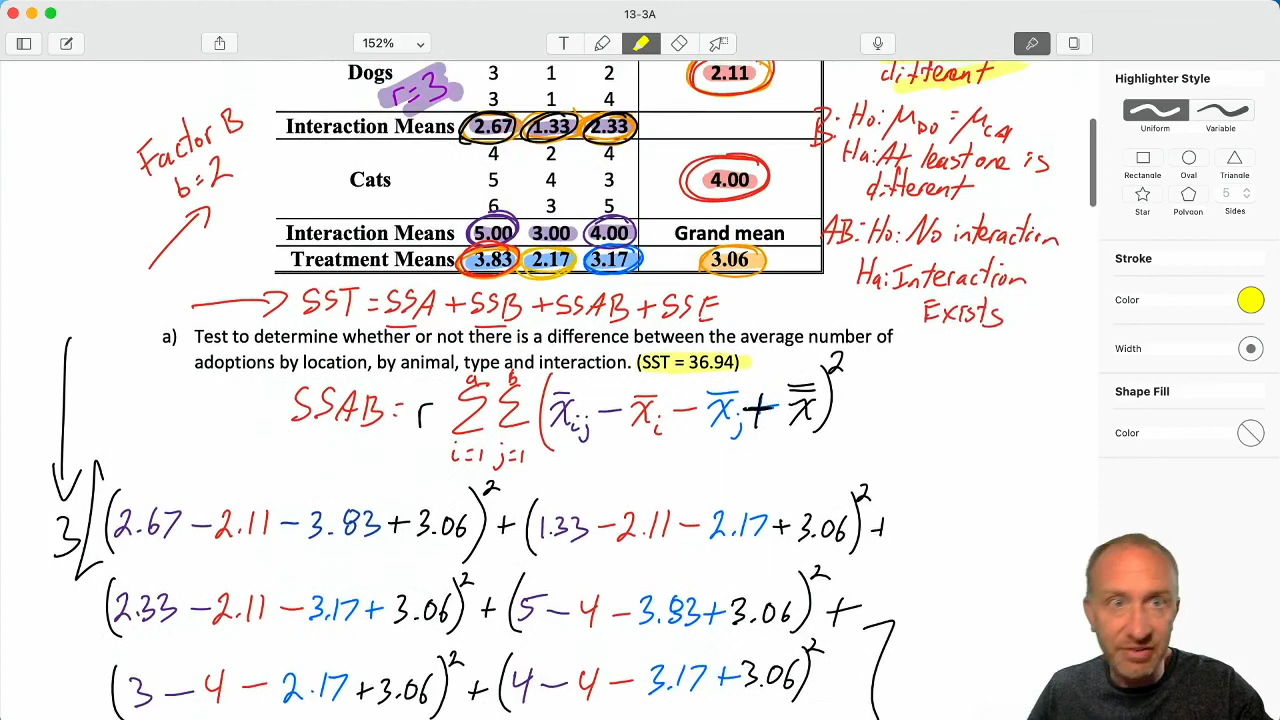 13-3A
152%
T
Highlighter Style
Uniform
Variable
Rectangle
Oval
Triangle
Star
Polygon
5
Sides
Stroke
Color
Width
Shape Fill
Color
Dogs 3 1 2 2.11
r=3
3 1 4
Interaction Means 2.67 1.33 2.33
4 2 4
Cats 5 4 3 4.00
6 3 5
Interaction Means 5.00 3.00 4.00 Grand mean
Treatment Means 3.83 2.17 3.17 3.06
Factor B
b=2
different
B: Ho: μDO = μCA
Ha: At least one is
different
AB: Ho: No interaction
Ha: Interaction
Exists
SST = SSA + SSB + SSAB + SSE
a) Test to determine whether or not there is a difference between the average number of
adoptions by location, by animal, type and interaction. (SST = 36.94)
SSAB = r Σ(i=1 to a) Σ(j=1 to b) (x̄ij − x̄i − x̄j + x̿)²
3[(2.67 − 2.11 − 3.83 + 3.06)² + (1.33 − 2.11 − 2.17 + 3.06)² +
(2.33 − 2.11 − 3.17 + 3.06)² + (5 − 4 − 3.83 + 3.06)² +
(3 − 4 − 2.17 + 3.06)² + (4 − 4 − 3.17 + 3.06)²